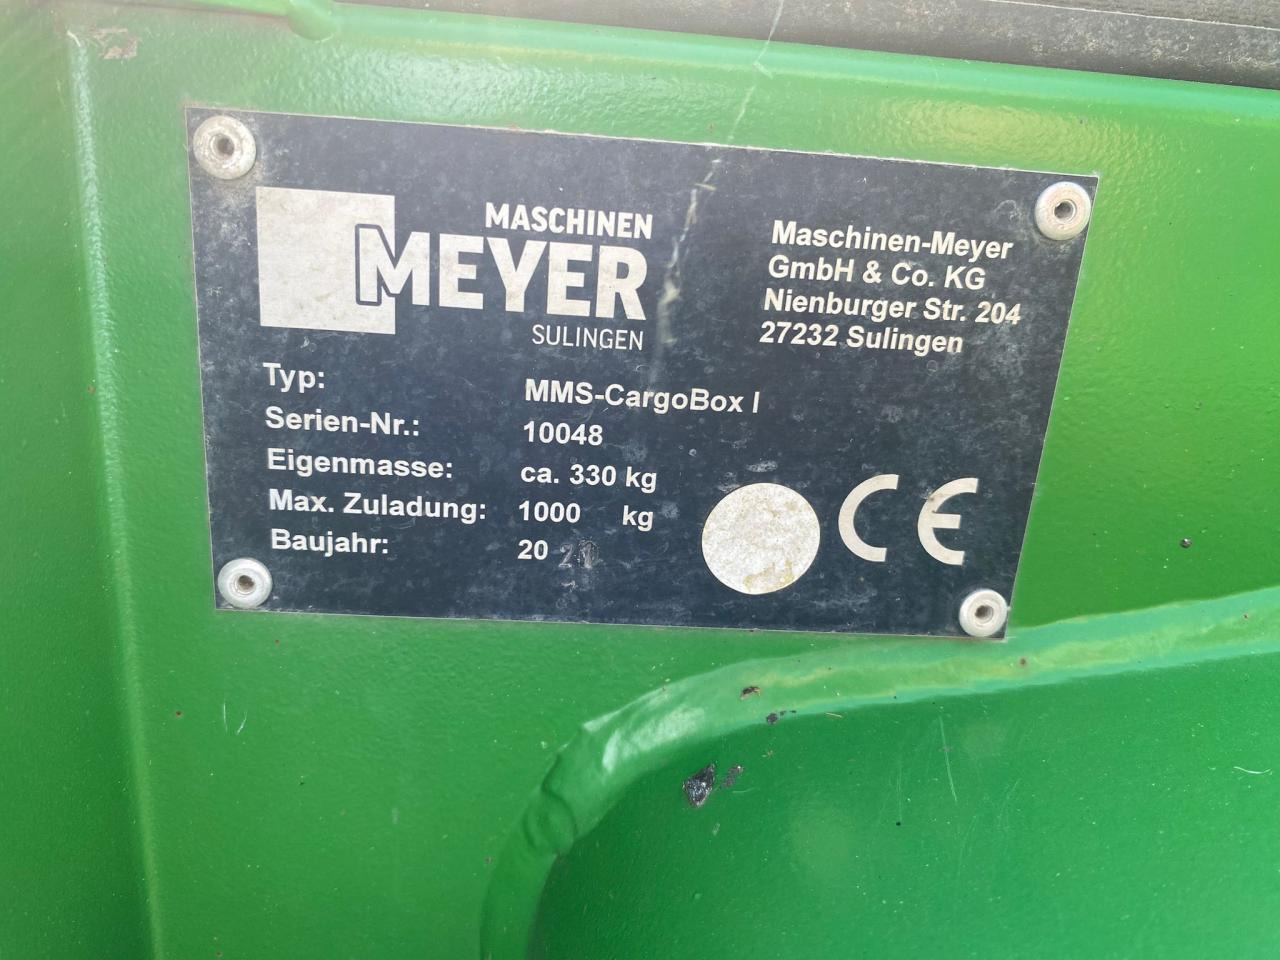 MASCHINEN
MEYER
SULINGEN
Maschinen-Meyer
GmbH & Co. KG
Nienburger Str. 204
27232 Sulingen
Typ: MMS-CargoBox I
Serien-Nr.: 10048
Eigenmasse: ca. 330 kg
Max. Zuladung: 1000 kg
Baujahr: 20 21
CE